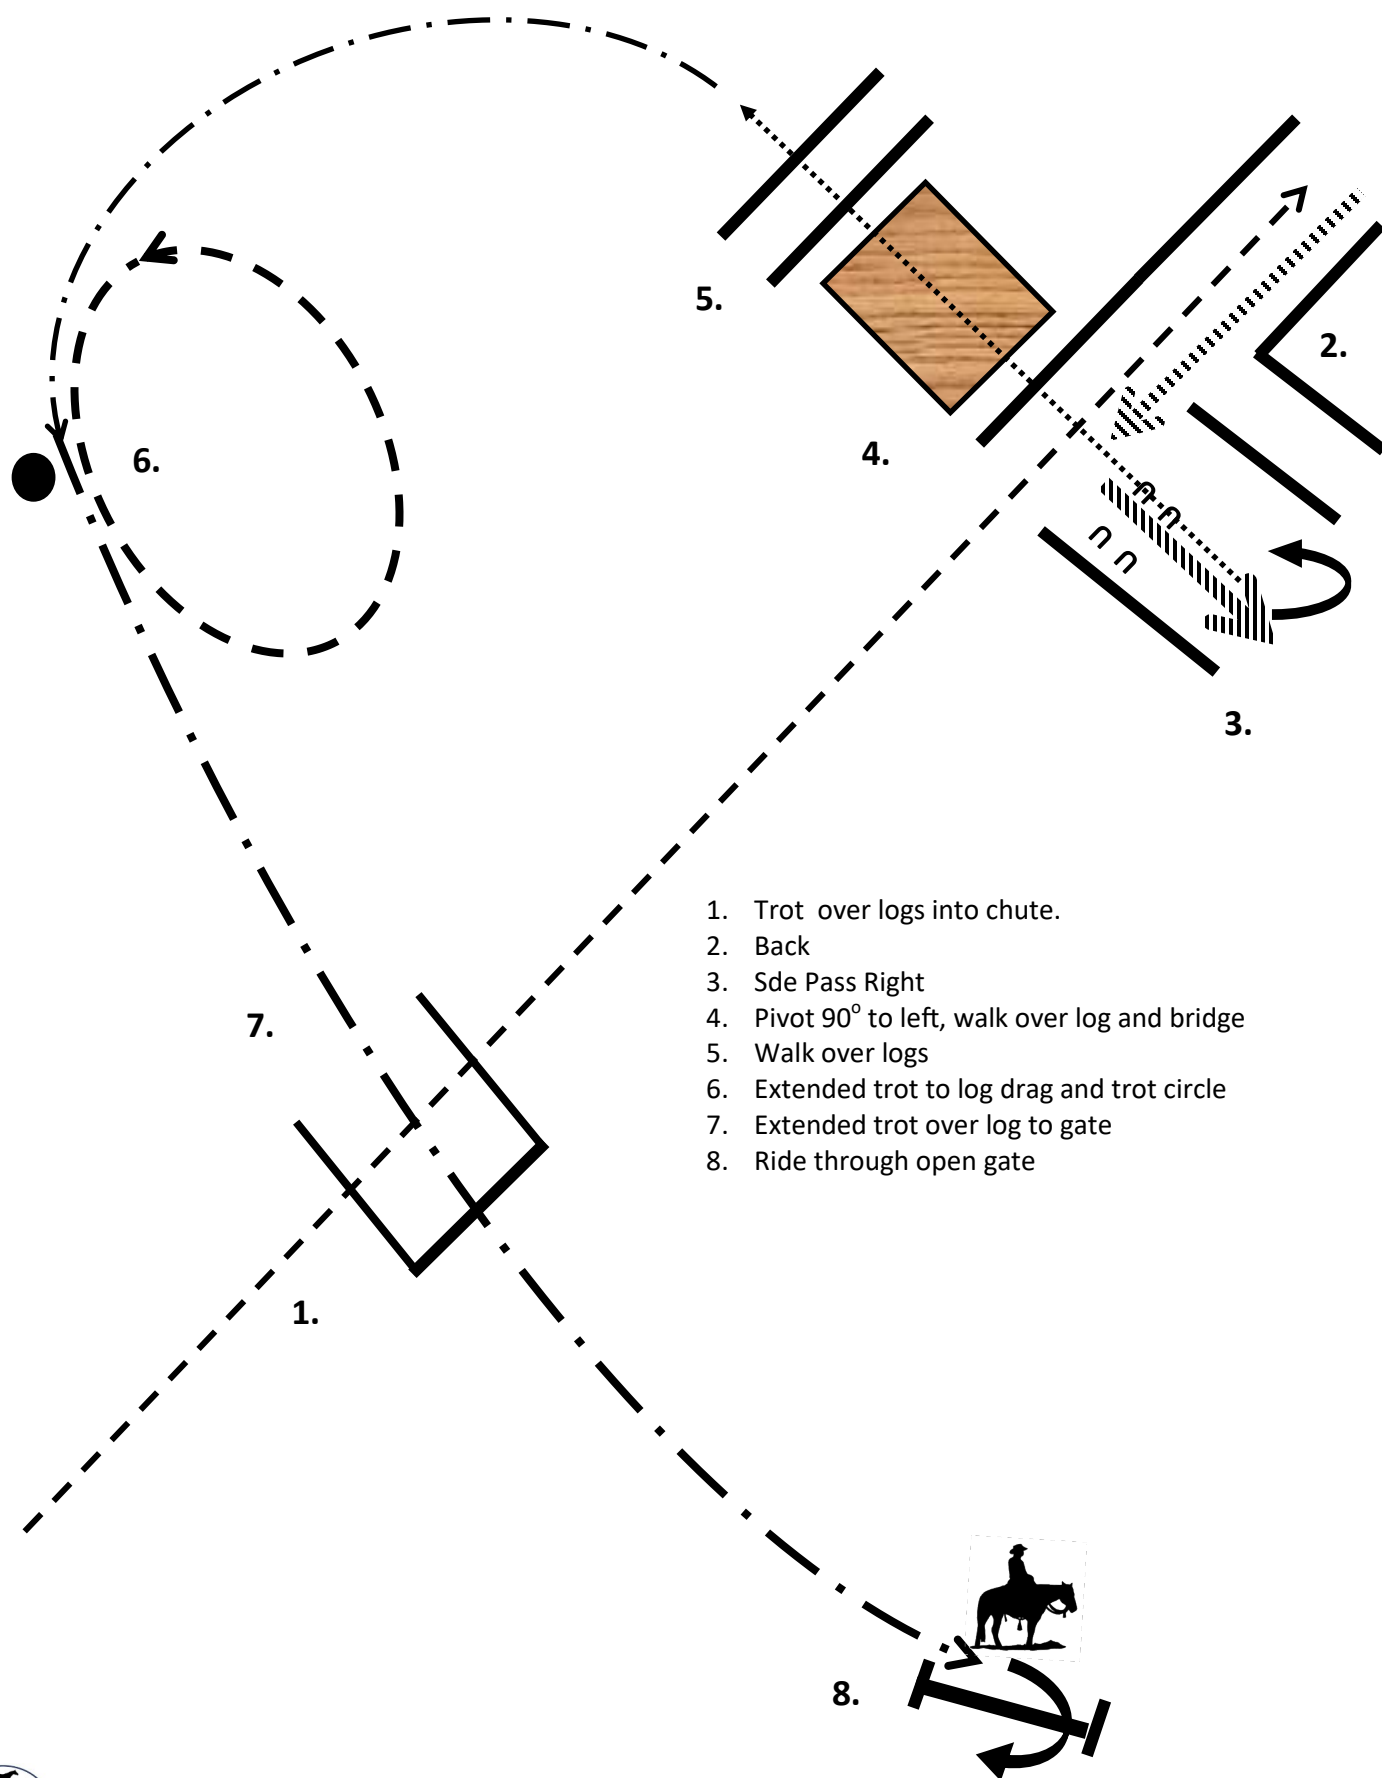 5.
2.
4.
6.
3.
1. Trot over logs into chute.
2. Back
3. Sde Pass Right
4. Pivot 90° to left, walk over log and bridge
5. Walk over logs
6. Extended trot to log drag and trot circle
7. Extended trot over log to gate
8. Ride through open gate
7.
1.
8.